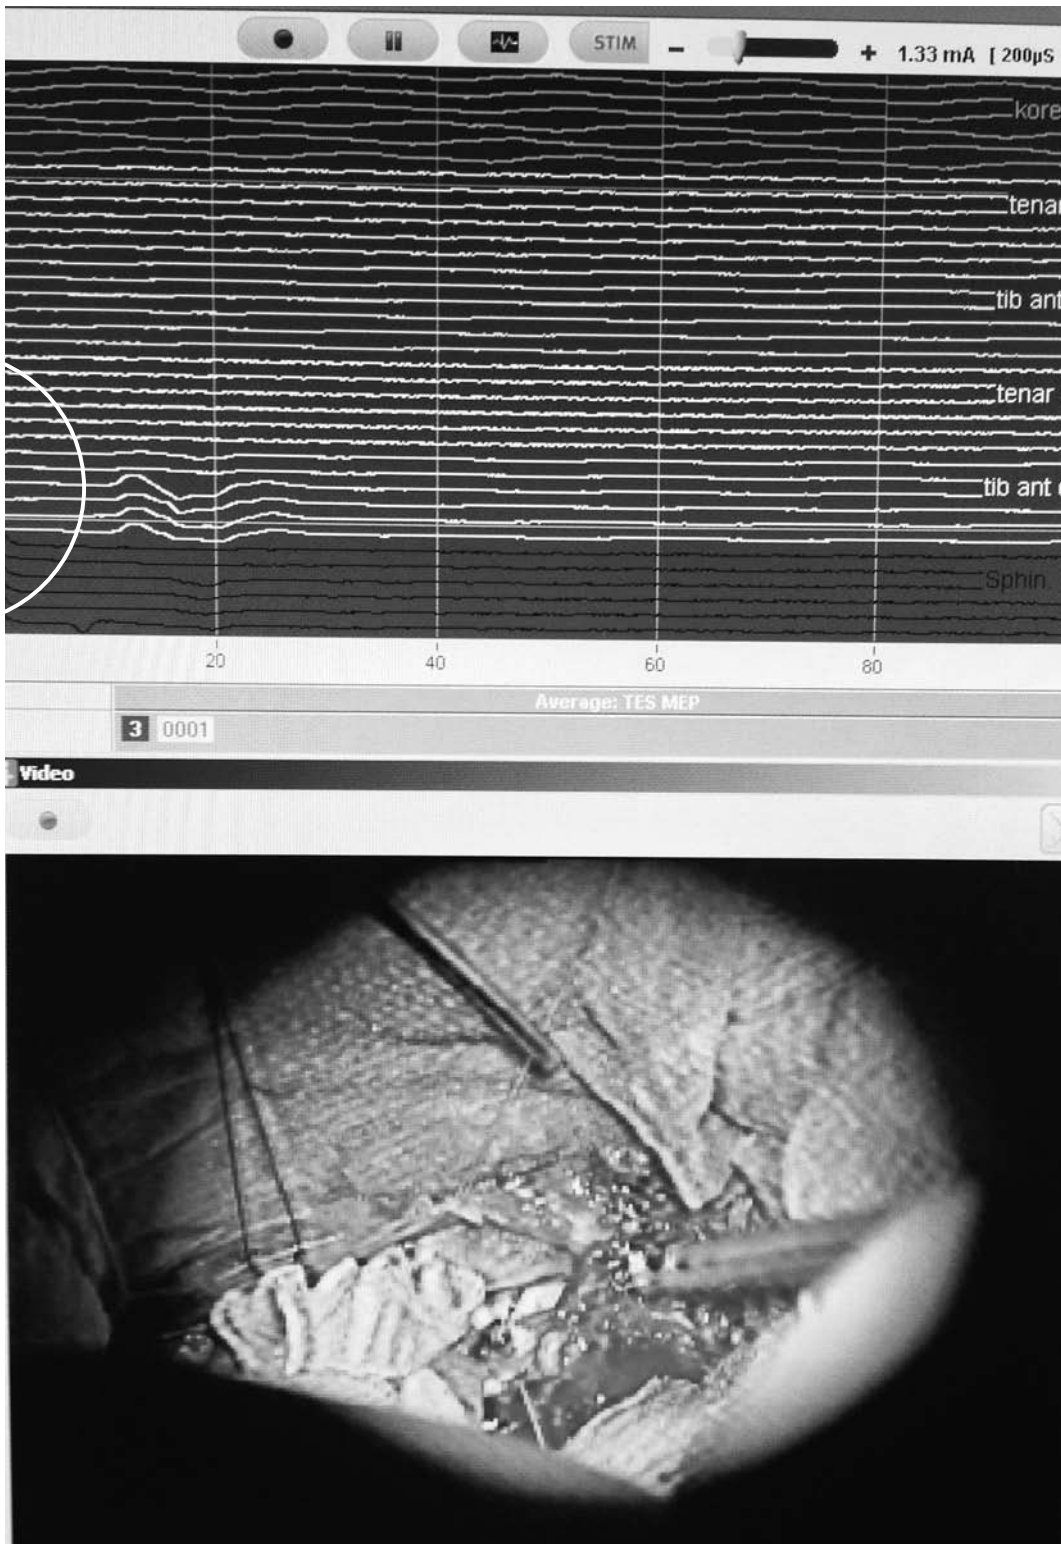 STIM - + 1.33 mA [ 200µS
kore
tenar
tib ant
tenar
tib ant
Sphin.
20 40 60 80
Average: TES MEP
3 0001
Video